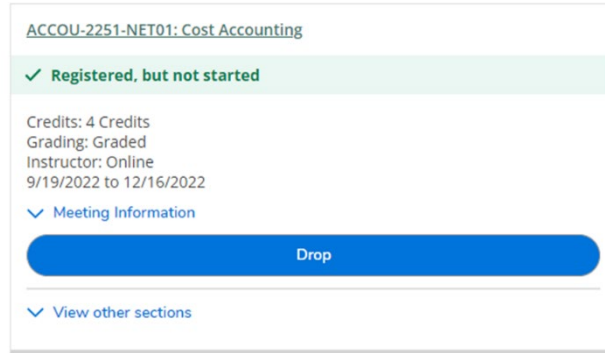 ACCOU-2251-NET01: Cost Accounting
Registered, but not started
Credits: 4 Credits
Grading: Graded
Instructor: Online
9/19/2022 to 12/16/2022
Meeting Information
Drop
View other sections